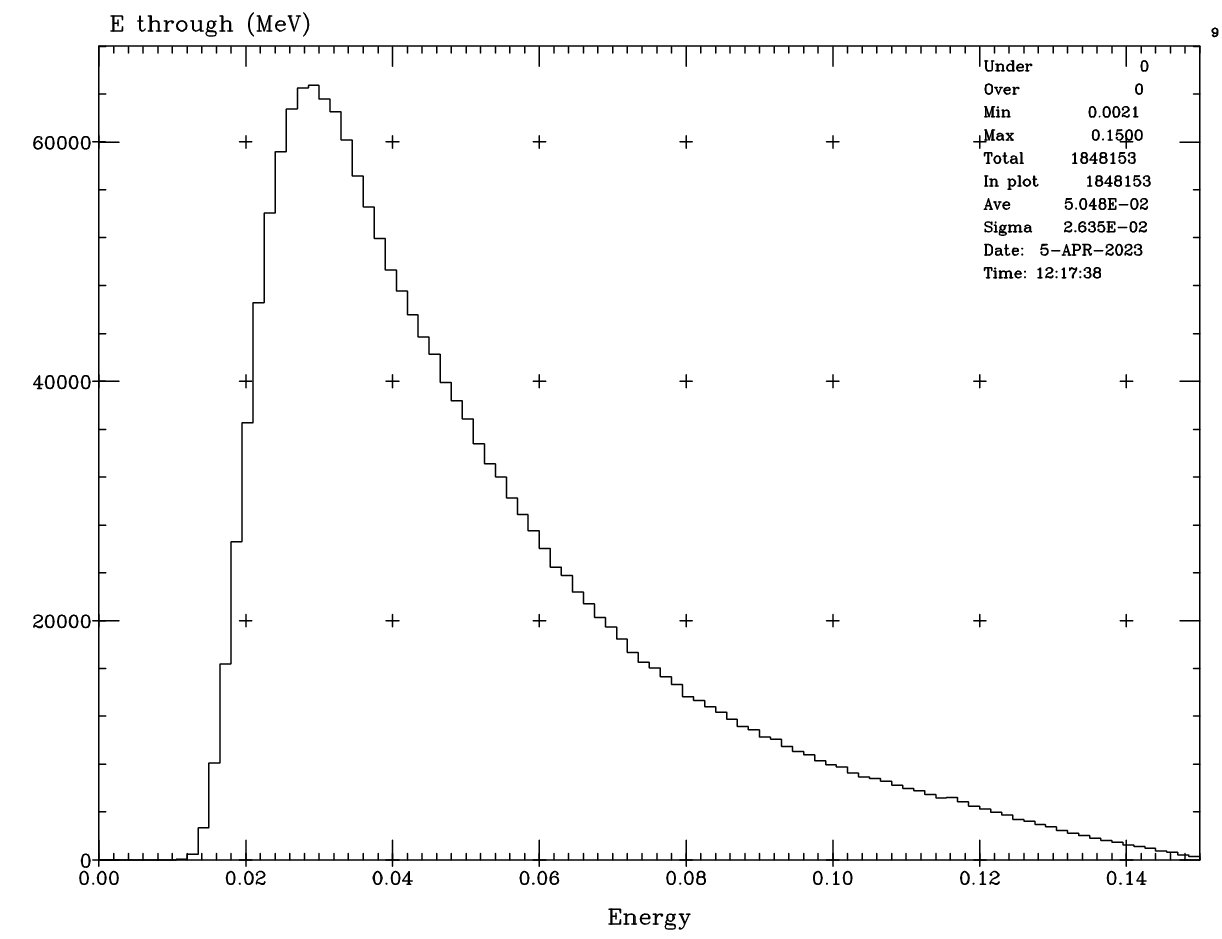 E through (MeV)
9
Under 0
Over 0
Min 0.0021
Max 0.1500
Total 1848153
In plot 1848153
Ave 5.048E-02
Sigma 2.635E-02
Date: 5-APR-2023
Time: 12:17:38
60000
40000
20000
0
0.00 0.02 0.04 0.06 0.08 0.10 0.12 0.14
Energy